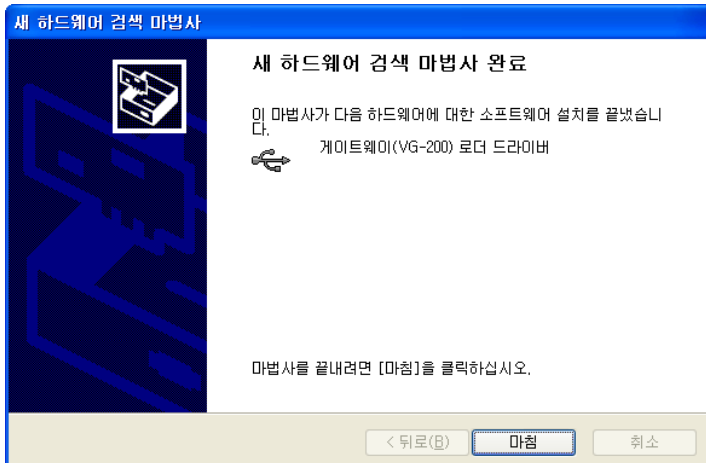 새 하드웨어 검색 마법사
새 하드웨어 검색 마법사 완료
이 마법사가 다음 하드웨어에 대한 소프트웨어 설치를 끝냈습니
다.
게이트웨이(VG-200) 로더 드라이버
마법사를 끝내려면 [마침]을 클릭하십시오.
< 뒤로(B) 마침 취소